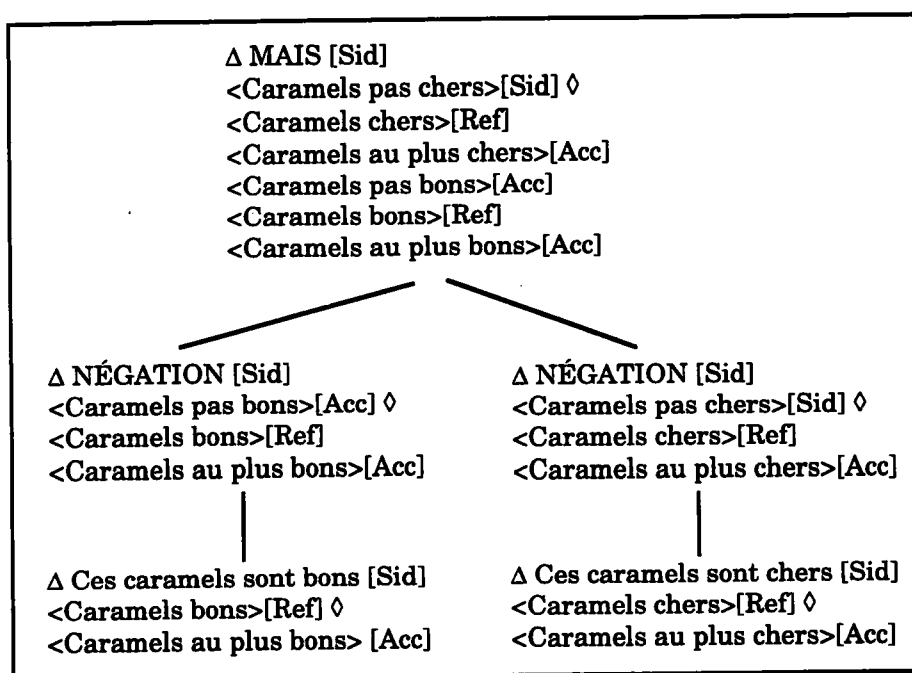 Δ MAIS [Sid]
<Caramels pas chers>[Sid] ◊
<Caramels chers>[Ref]
<Caramels au plus chers>[Acc]
<Caramels pas bons>[Acc]
<Caramels bons>[Ref]
<Caramels au plus bons>[Acc]
Δ NÉGATION [Sid]
<Caramels pas bons>[Acc] ◊
<Caramels bons>[Ref]
<Caramels au plus bons>[Acc]
Δ NÉGATION [Sid]
<Caramels pas chers>[Sid] ◊
<Caramels chers>[Ref]
<Caramels au plus chers>[Acc]
Δ Ces caramels sont bons [Sid]
<Caramels bons>[Ref] ◊
<Caramels au plus bons> [Acc]
Δ Ces caramels sont chers [Sid]
<Caramels chers>[Ref] ◊
<Caramels au plus chers>[Acc]